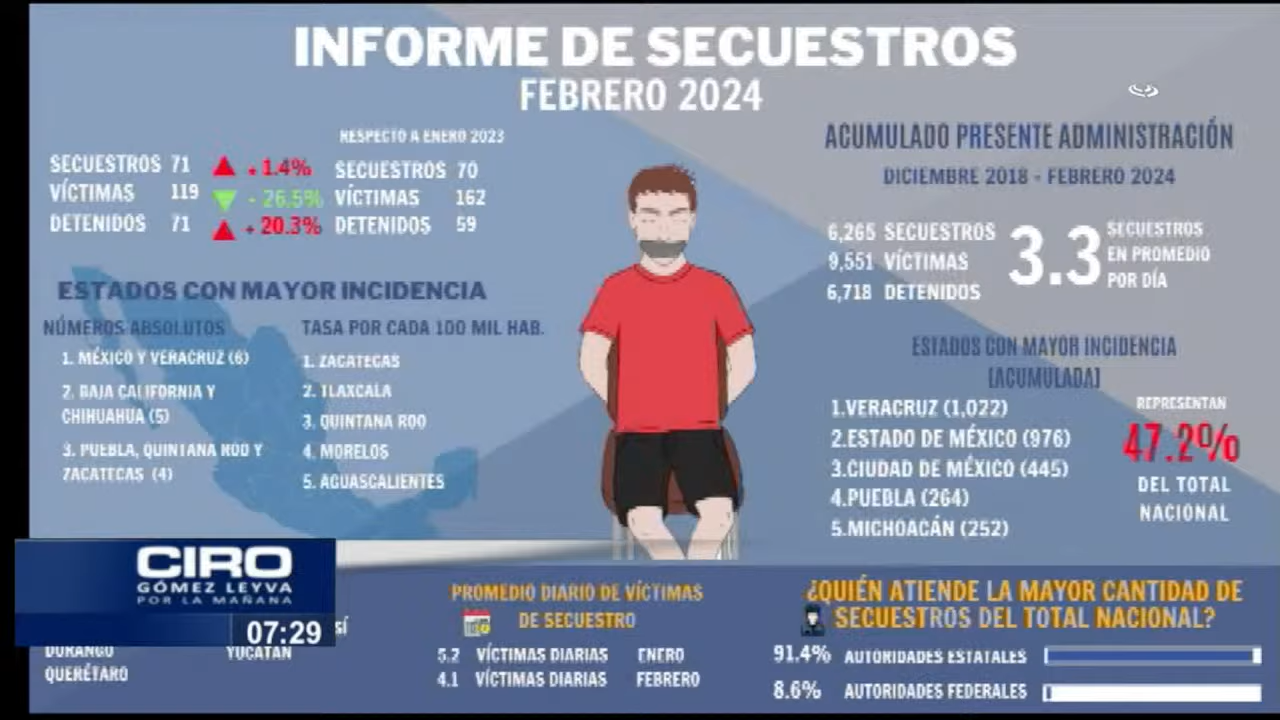 INFORME DE SECUESTROS
FEBRERO 2024
RESPECTO A ENERO 2023
SECUESTROS 71 + 1.4% SECUESTROS 70
VÍCTIMAS 119 - 26.5% VÍCTIMAS 162
DETENIDOS 71 + 20.3% DETENIDOS 59
ESTADOS CON MAYOR INCIDENCIA
NÚMEROS ABSOLUTOS
1. MÉXICO Y VERACRUZ (6)
2. BAJA CALIFORNIA Y
CHIHUAHUA (5)
3. PUEBLA, QUINTANA ROO Y
ZACATECAS (4)
TASA POR CADA 100 MIL HAB.
1. ZACATECAS
2. TLAXCALA
3. QUINTANA ROO
4. MORELOS
5. AGUASCALIENTES
ACUMULADO PRESENTE ADMINISTRACIÓN
DICIEMBRE 2018 - FEBRERO 2024
6,265 SECUESTROS
9,551 VÍCTIMAS
6,718 DETENIDOS
3.3
SECUESTROS
EN PROMEDIO
POR DÍA
ESTADOS CON MAYOR INCIDENCIA
(ACUMULADA)
1.VERACRUZ (1,022)
2.ESTADO DE MÉXICO (976)
3.CIUDAD DE MÉXICO (445)
4.PUEBLA (264)
5.MICHOACÁN (252)
REPRESENTAN
47.2%
DEL TOTAL
NACIONAL
CIRO
GÓMEZ LEYVA
POR LA MAÑANA
07:29
DURANGO
QUERÉTARO
YUCATÁN
PROMEDIO DIARIO DE VÍCTIMAS
DE SECUESTRO
5.2 VÍCTIMAS DIARIAS ENERO
4.1 VÍCTIMAS DIARIAS FEBRERO
¿QUIÉN ATIENDE LA MAYOR CANTIDAD DE
SECUESTROS DEL TOTAL NACIONAL?
91.4% AUTORIDADES ESTATALES
8.6% AUTORIDADES FEDERALES